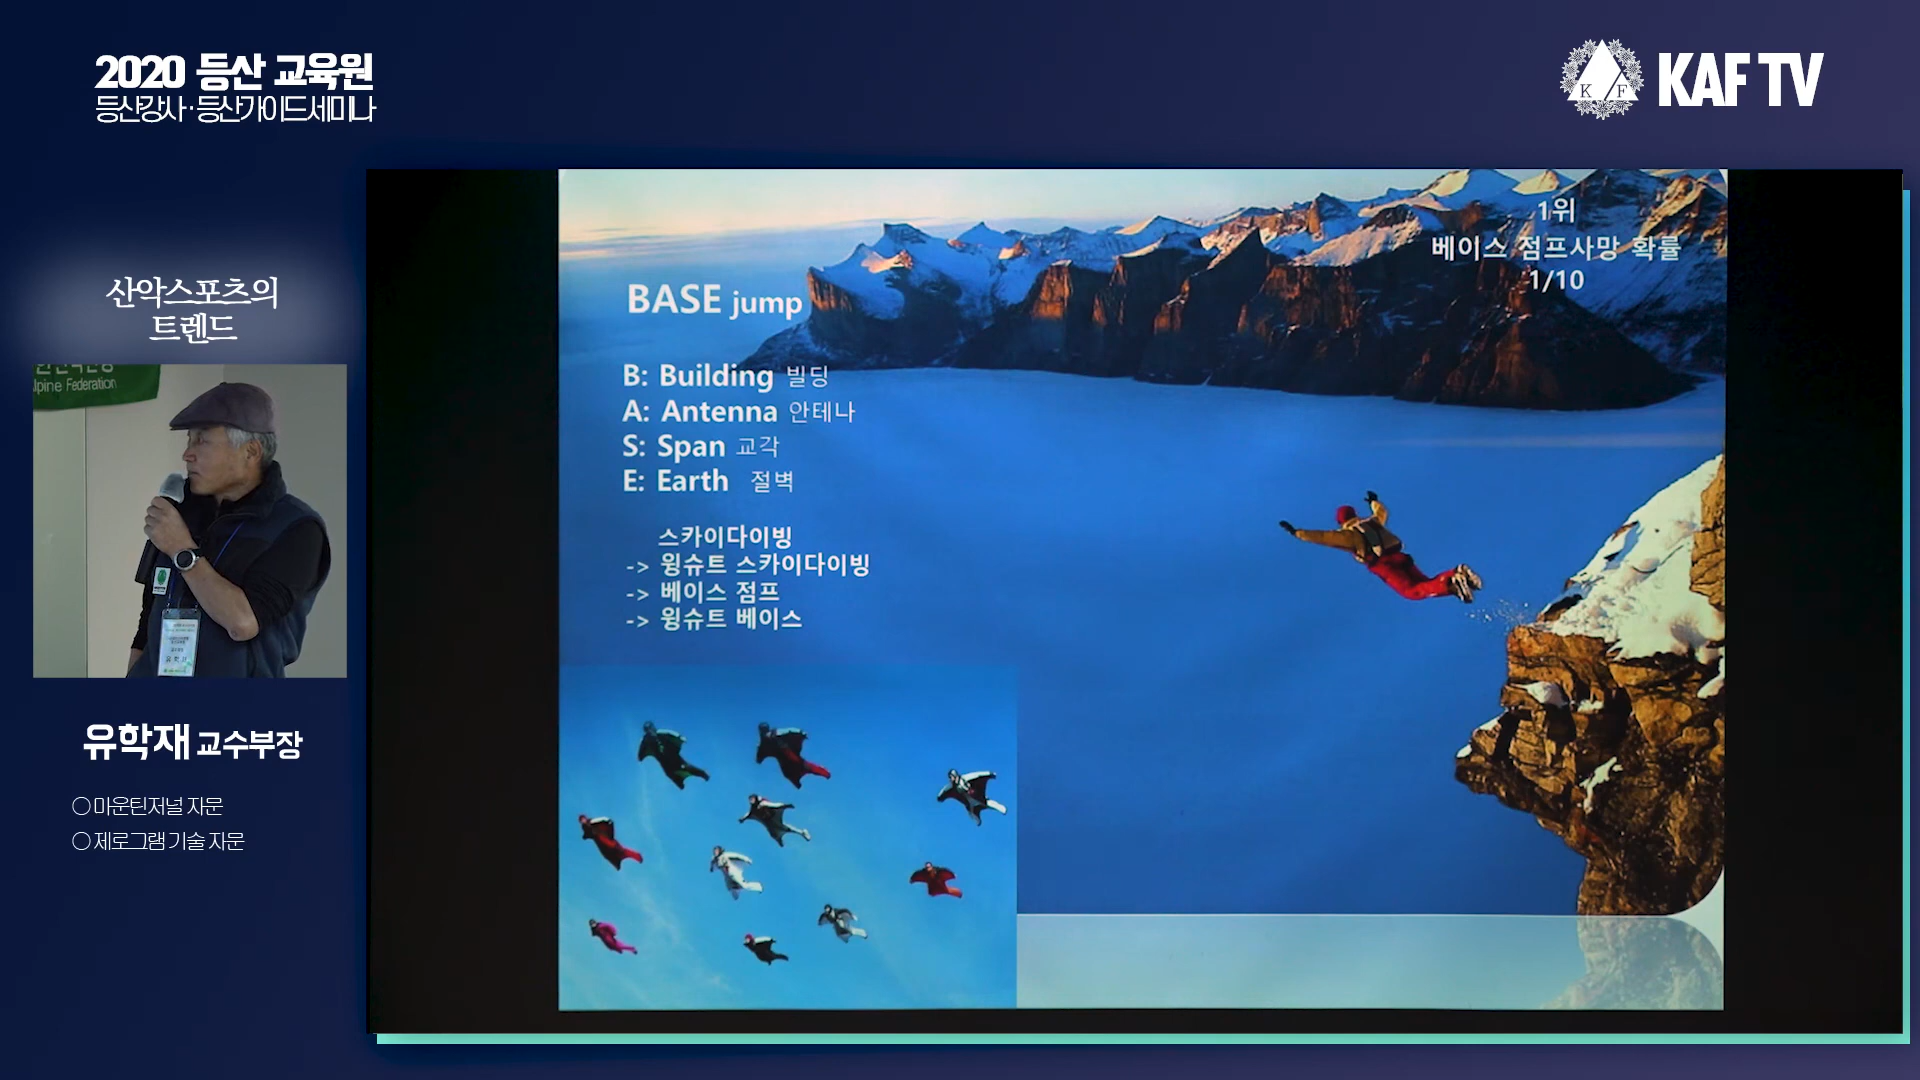 2020 등산 교육원
등산강사·등산가이드세미나
K F
KAF TV
산악스포츠의
트렌드
lpine Federation
유학재 교수부장
○ 마운틴저널 자문
○ 제로그램 기술 자문
1위
베이스 점프사망 확률
1/10
BASE jump
B: Building 빌딩
A: Antenna 안테나
S: Span 교각
E: Earth 절벽
스카이다이빙
-> 윙슈트 스카이다이빙
-> 베이스 점프
-> 윙슈트 베이스